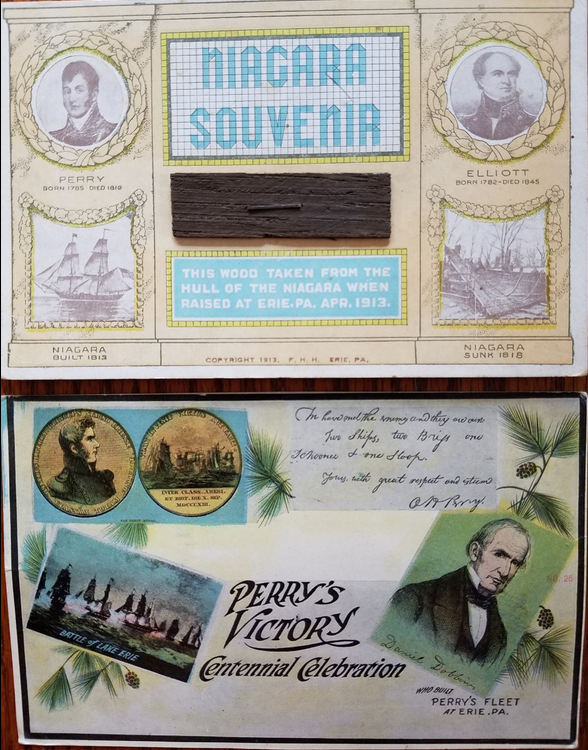 NIAGARA
SOUVENIR
PERRY
BORN 1785 DIED 1819
ELLIOTT
BORN 1782-DIED 1845
THIS WOOD TAKEN FROM THE
HULL OF THE NIAGARA WHEN
RAISED AT ERIE, PA. APR. 1913.
NIAGARA
BUILT 1813
NIAGARA
SUNK 1818
COPYRIGHT 1913, F. H. H. ERIE, PA,
We have met the enemy and they are ours
Two Ships, two Brigs one
Schooner & one Sloop.
Yours, with great respect and esteem
O H Perry.
INTER CLASS. AMERI.
ET BRIT. DIE X. SEP.
MDCCCXIII.
BATTLE of LAKE ERIE
PERRY'S
VICTORY
Centennial Celebration
No. 26
Daniel Dobbins
WHO BUILT
PERRY'S FLEET
AT ERIE, PA.